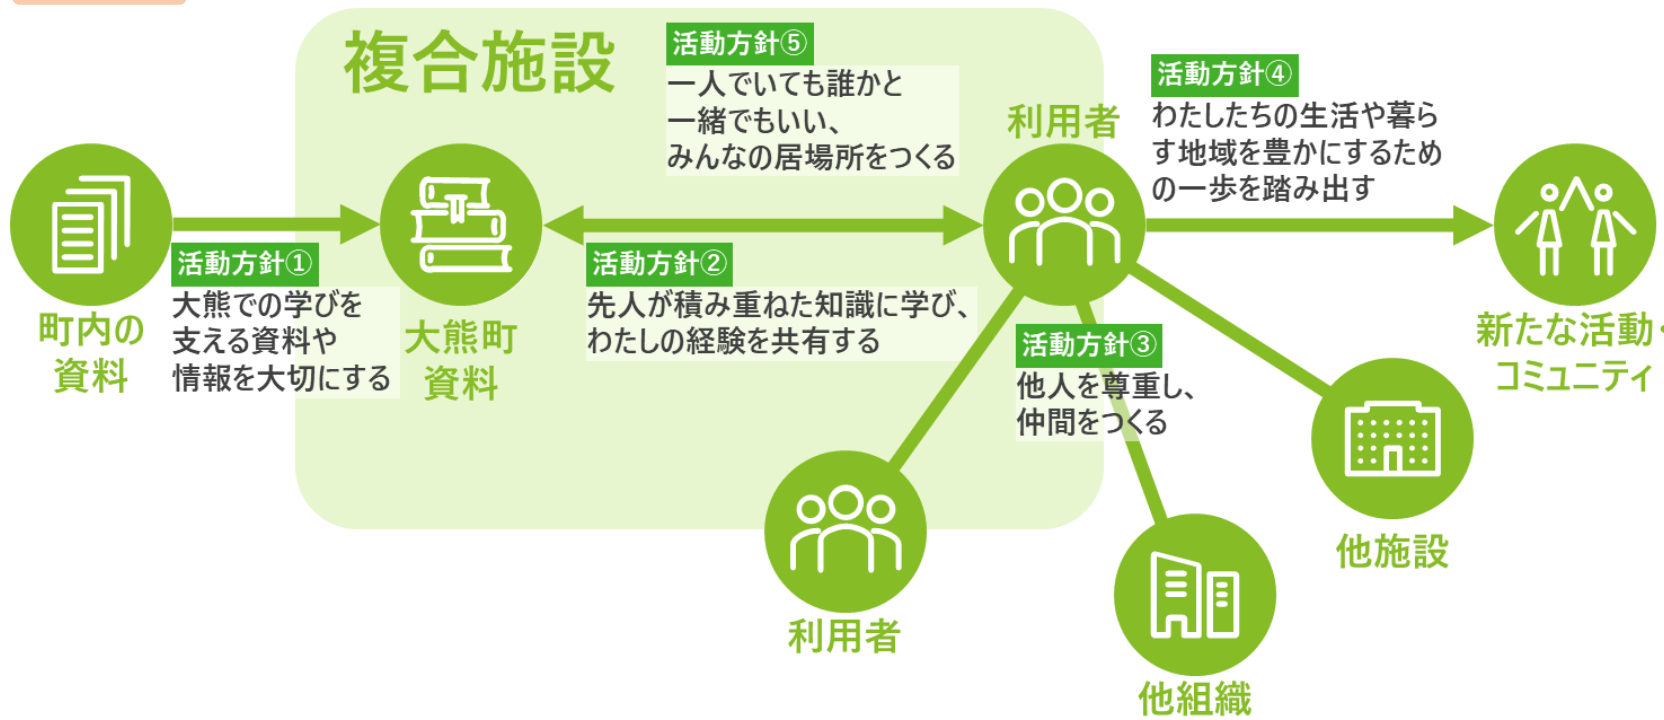 複合施設
活動方針⑤
一人でいても誰かと
一緒でもいい、
みんなの居場所をつくる
利用者
活動方針④
わたしたちの生活や暮ら
す地域を豊かにするため
の一歩を踏み出す
活動方針①
大熊での学びを
支える資料や
情報を大切にする
町内の
資料
大熊町
資料
活動方針②
先人が積み重ねた知識に学び、
わたしの経験を共有する
活動方針③
他人を尊重し、
仲間をつくる
新たな活動・
コミュニティ
利用者
他組織
他施設